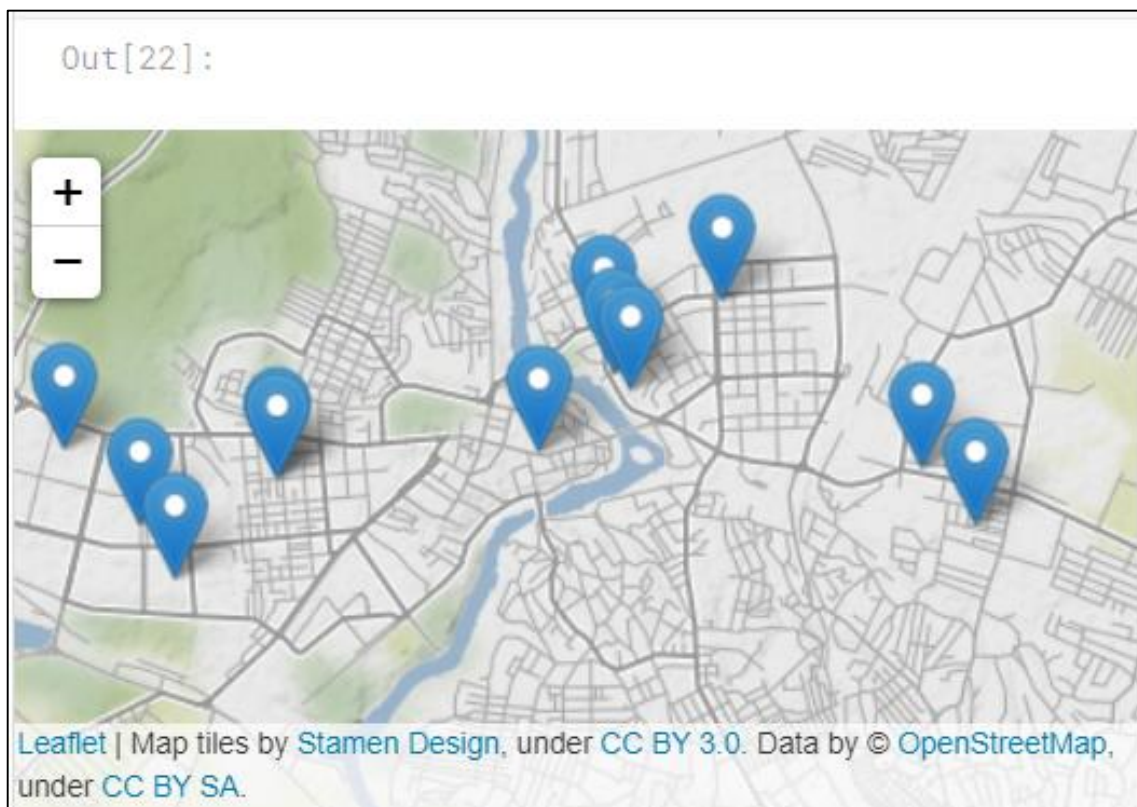 Out[22]:
+
−
Leaflet | Map tiles by Stamen Design, under CC BY 3.0. Data by © OpenStreetMap,
under CC BY SA.